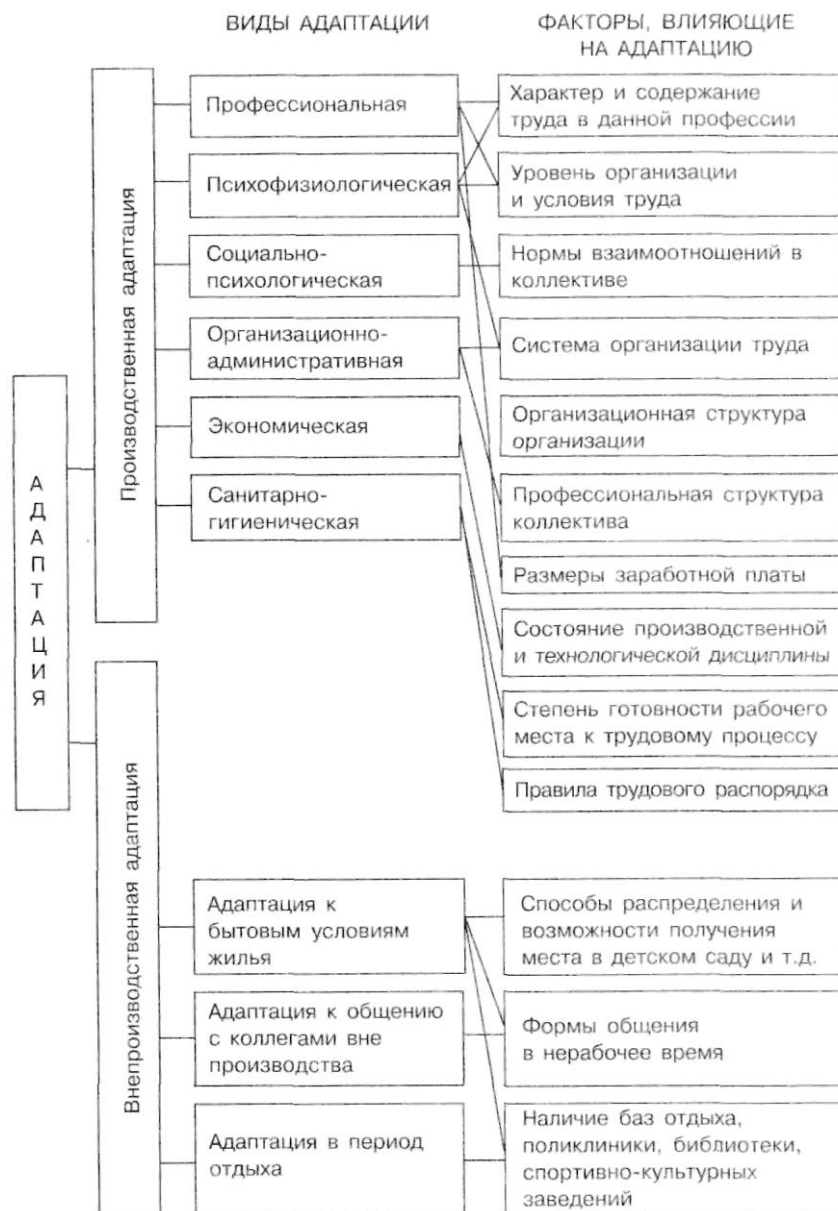 ВИДЫ АДАПТАЦИИ
ФАКТОРЫ, ВЛИЯЮЩИЕ
НА АДАПТАЦИЮ
АДАПТАЦИЯ
Производственная адаптация
Профессиональная
Психофизиологическая
Социально-
психологическая
Организационно-
административная
Экономическая
Санитарно-
гигиеническая
Характер и содержание
труда в данной профессии
Уровень организации
и условия труда
Нормы взаимоотношений в
коллективе
Система организации труда
Организационная структура
организации
Профессиональная структура
коллектива
Размеры заработной платы
Состояние производственной
и технологической дисциплины
Степень готовности рабочего
места к трудовому процессу
Правила трудового распорядка
Внепроизводственная адаптация
Адаптация к
бытовым условиям
жилья
Адаптация к общению
с коллегами вне
производства
Адаптация в период
отдыха
Способы распределения и
возможности получения
места в детском саду и т.д.
Формы общения
в нерабочее время
Наличие баз отдыха,
поликлиники, библиотеки,
спортивно-культурных
заведений